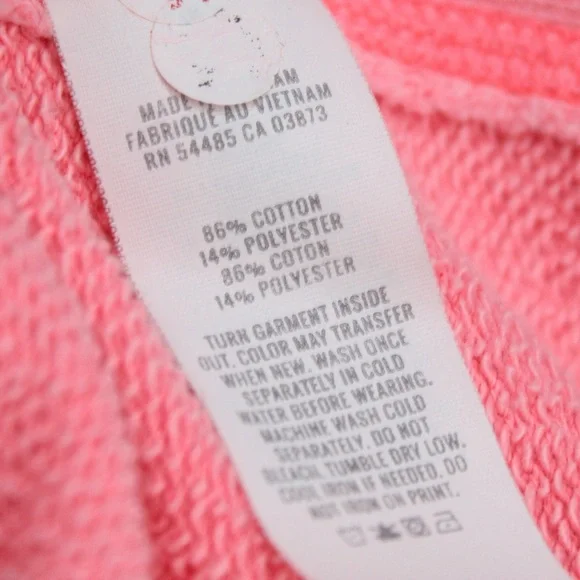 MADE
FABRIQUÉ AU VIETNAM
RN 54485 CA 03873
86% COTTON
14% POLYESTER
86% COTON
14% POLYESTER
TURN GARMENT INSIDE
OUT. COLOR MAY TRANSFER
WHEN NEW. WASH ONCE
SEPARATELY IN COLD
WATER BEFORE WEARING.
MACHINE WASH COLD
SEPARATELY. DO NOT
BLEACH. TUMBLE DRY LOW.
COOL IRON IF NEEDED. DO
NOT IRON ON PRINT.